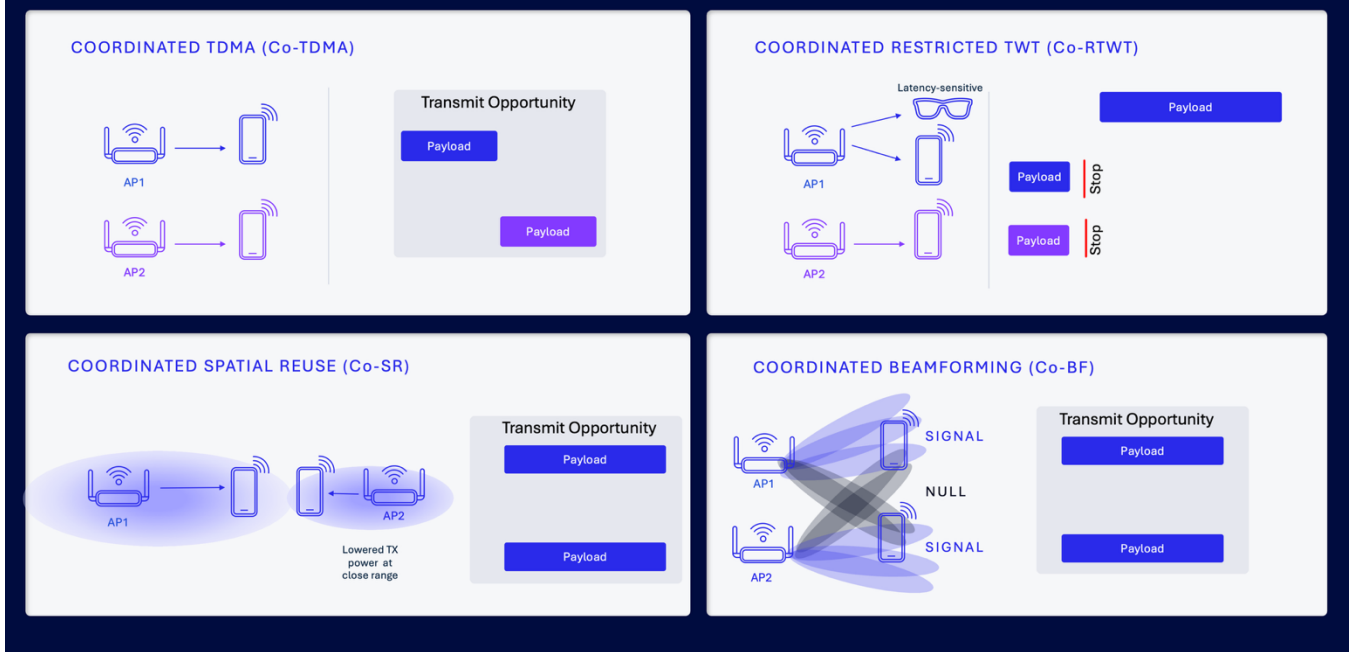 COORDINATED TDMA (Co-TDMA)
Transmit Opportunity
Payload
AP1
Payload
AP2
COORDINATED RESTRICTED TWT (Co-RTWT)
Latency-sensitive
Payload
AP1
Payload
Stop
Payload
Stop
AP2
COORDINATED SPATIAL REUSE (Co-SR)
Transmit Opportunity
Payload
AP1
AP2
Lowered TX
power at
close range
Payload
COORDINATED BEAMFORMING (Co-BF)
Transmit Opportunity
SIGNAL
Payload
AP1
NULL
SIGNAL
Payload
AP2